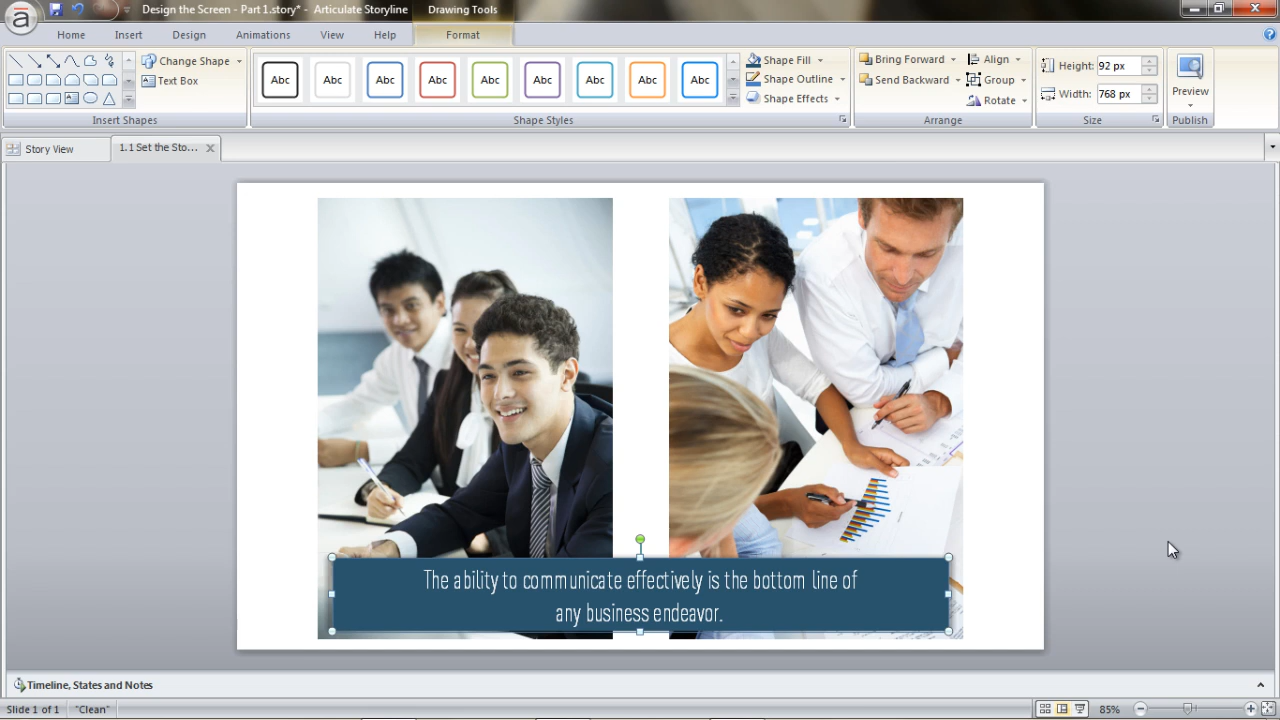 Design the Screen - Part 1.story* - Articulate Storyline
Drawing Tools
Home
Insert
Design
Animations
View
Help
Format
Change Shape
Text Box
Insert Shapes
Abc Abc Abc Abc Abc Abc Abc Abc Abc
Shape Fill
Shape Outline
Shape Effects
Shape Styles
Bring Forward
Send Backward
Align
Group
Rotate
Arrange
Height: 92 px
Width: 768 px
Size
Preview
Publish
Story View
1.1 Set the Sto...
The ability to communicate effectively is the bottom line of
any business endeavor.
Timeline, States and Notes
Slide 1 of 1
"Clean"
85%